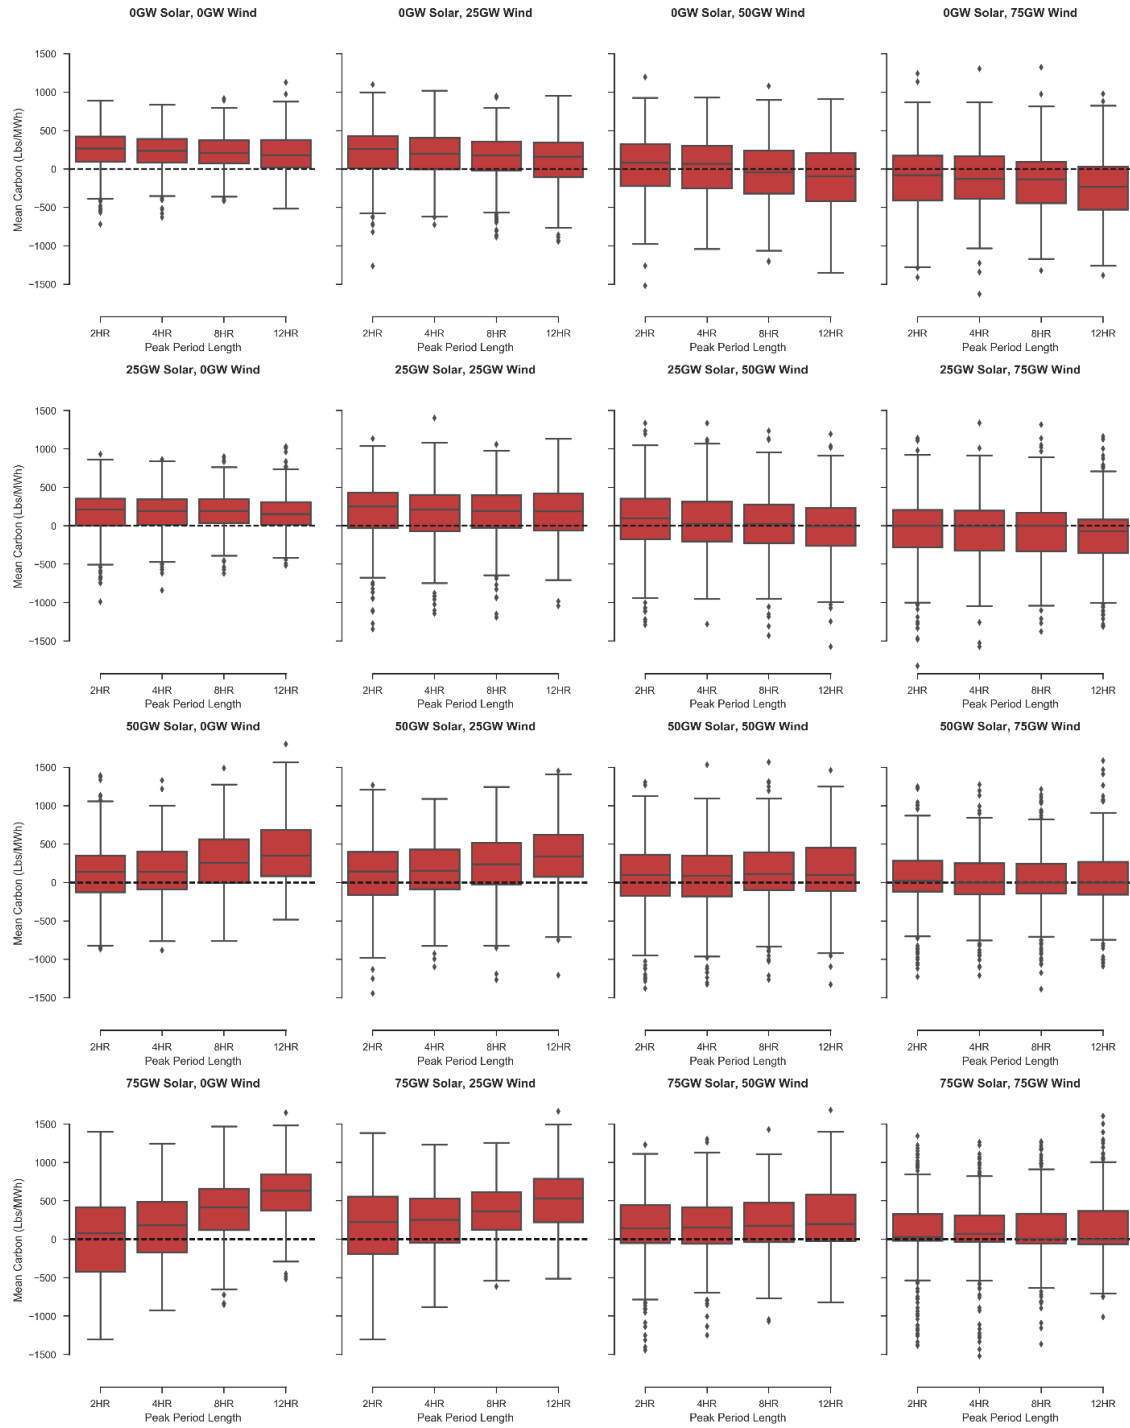 0GW Solar, 0GW Wind
0GW Solar, 25GW Wind
0GW Solar, 50GW Wind
0GW Solar, 75GW Wind
Mean Carbon (Lbs/MWh)
1500
1000
500
0
−500
−1000
−1500
2HR 4HR 8HR 12HR
2HR 4HR 8HR 12HR
2HR 4HR 8HR 12HR
2HR 4HR 8HR 12HR
Peak Period Length
Peak Period Length
Peak Period Length
Peak Period Length
25GW Solar, 0GW Wind
25GW Solar, 25GW Wind
25GW Solar, 50GW Wind
25GW Solar, 75GW Wind
Mean Carbon (Lbs/MWh)
1500
1000
500
0
−500
−1000
−1500
2HR 4HR 8HR 12HR
2HR 4HR 8HR 12HR
2HR 4HR 8HR 12HR
2HR 4HR 8HR 12HR
Peak Period Length
Peak Period Length
Peak Period Length
Peak Period Length
50GW Solar, 0GW Wind
50GW Solar, 25GW Wind
50GW Solar, 50GW Wind
50GW Solar, 75GW Wind
Mean Carbon (Lbs/MWh)
1500
1000
500
0
−500
−1000
−1500
2HR 4HR 8HR 12HR
2HR 4HR 8HR 12HR
2HR 4HR 8HR 12HR
2HR 4HR 8HR 12HR
Peak Period Length
Peak Period Length
Peak Period Length
Peak Period Length
75GW Solar, 0GW Wind
75GW Solar, 25GW Wind
75GW Solar, 50GW Wind
75GW Solar, 75GW Wind
Mean Carbon (Lbs/MWh)
1500
1000
500
0
−500
−1000
−1500
2HR 4HR 8HR 12HR
2HR 4HR 8HR 12HR
2HR 4HR 8HR 12HR
2HR 4HR 8HR 12HR
Peak Period Length
Peak Period Length
Peak Period Length
Peak Period Length